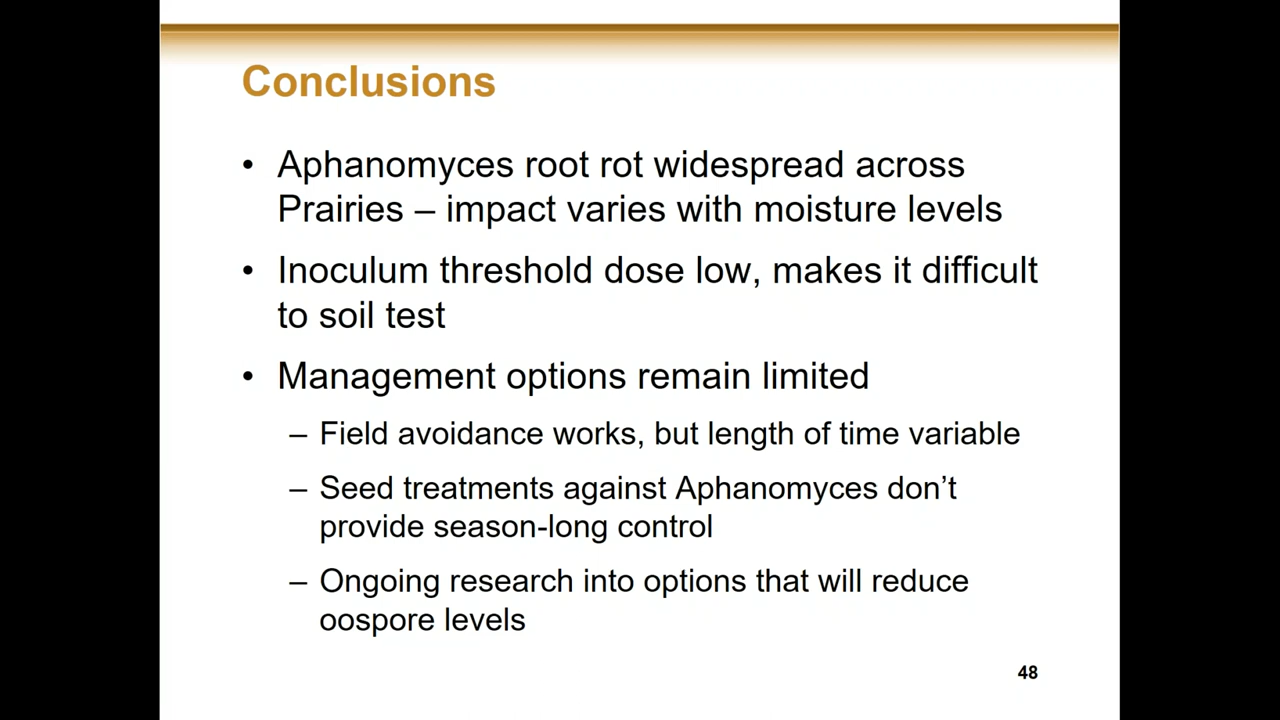 Conclusions
• Aphanomyces root rot widespread across
Prairies – impact varies with moisture levels
• Inoculum threshold dose low, makes it difficult
to soil test
• Management options remain limited
– Field avoidance works, but length of time variable
– Seed treatments against Aphanomyces don’t
provide season-long control
– Ongoing research into options that will reduce
oospore levels
48